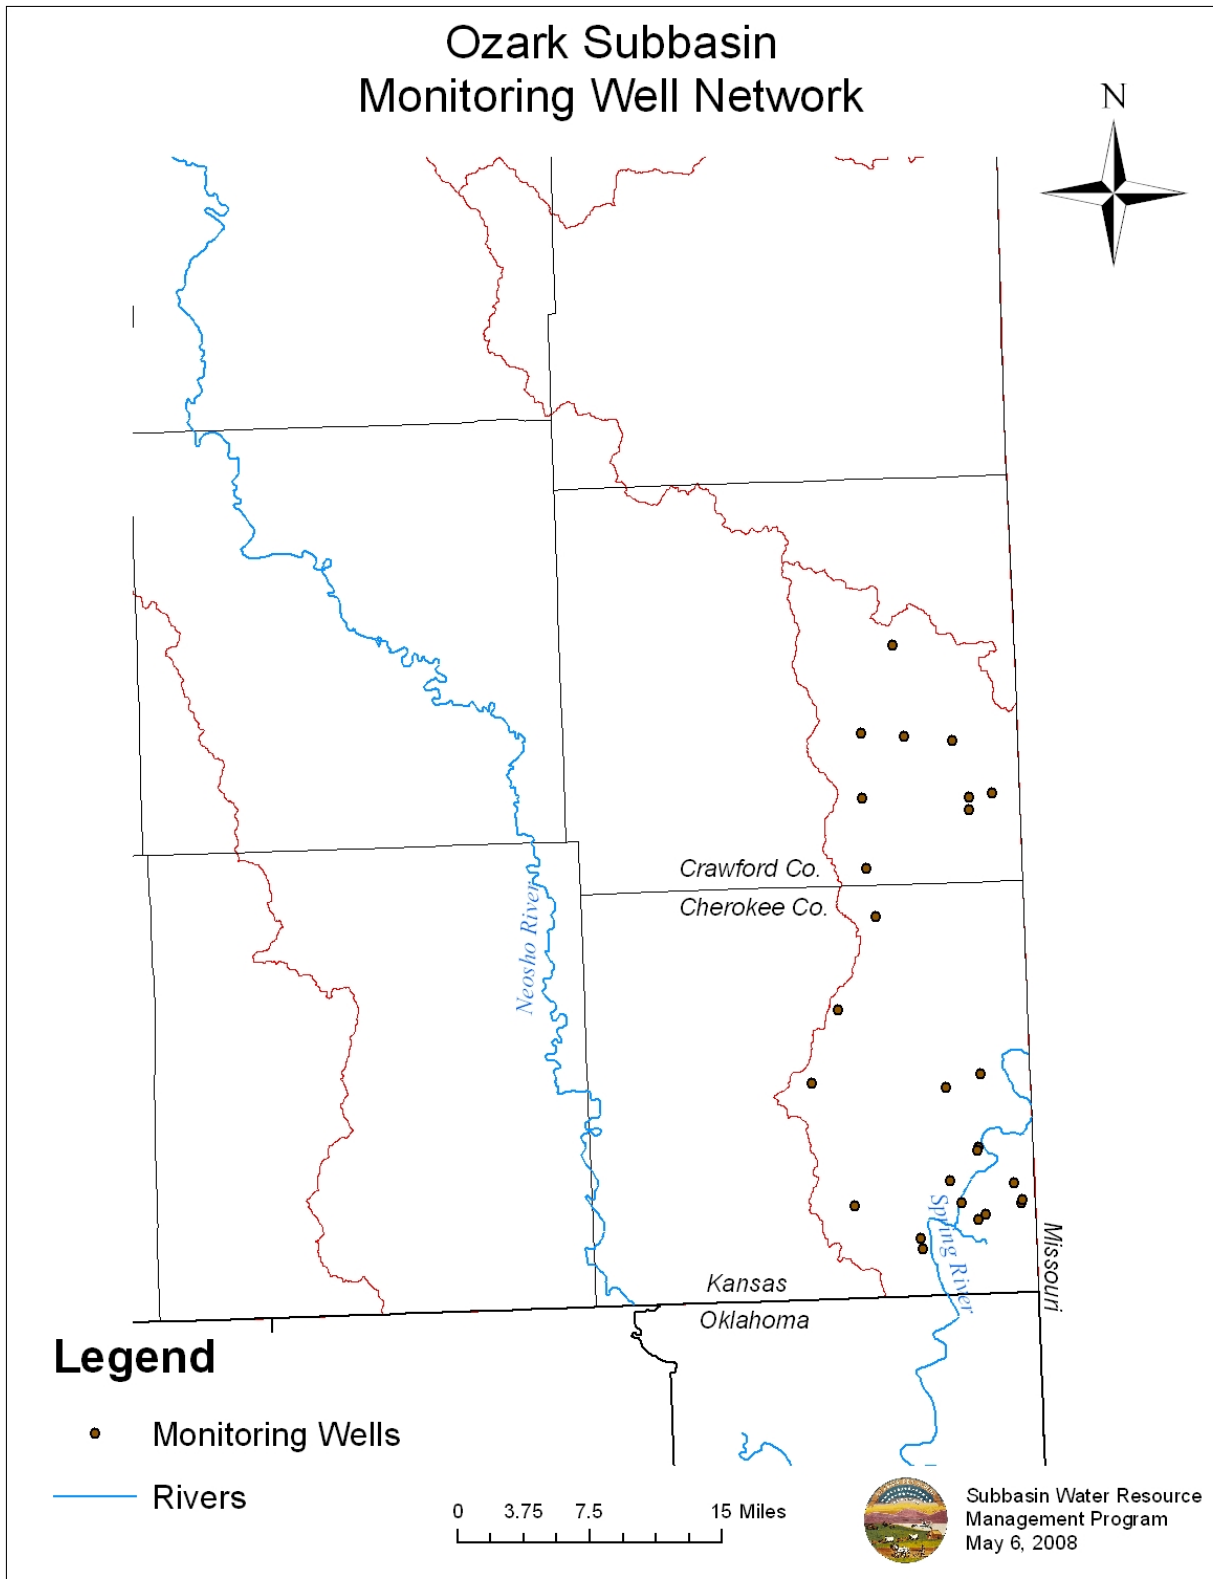 Ozark Subbasin
Monitoring Well Network
N
Crawford Co.
Cherokee Co.
Neosho River
Spring River
Missouri
Kansas
Oklahoma
Legend
Monitoring Wells
Rivers
0 3.75 7.5 15 Miles
Subbasin Water Resource
Management Program
May 6, 2008